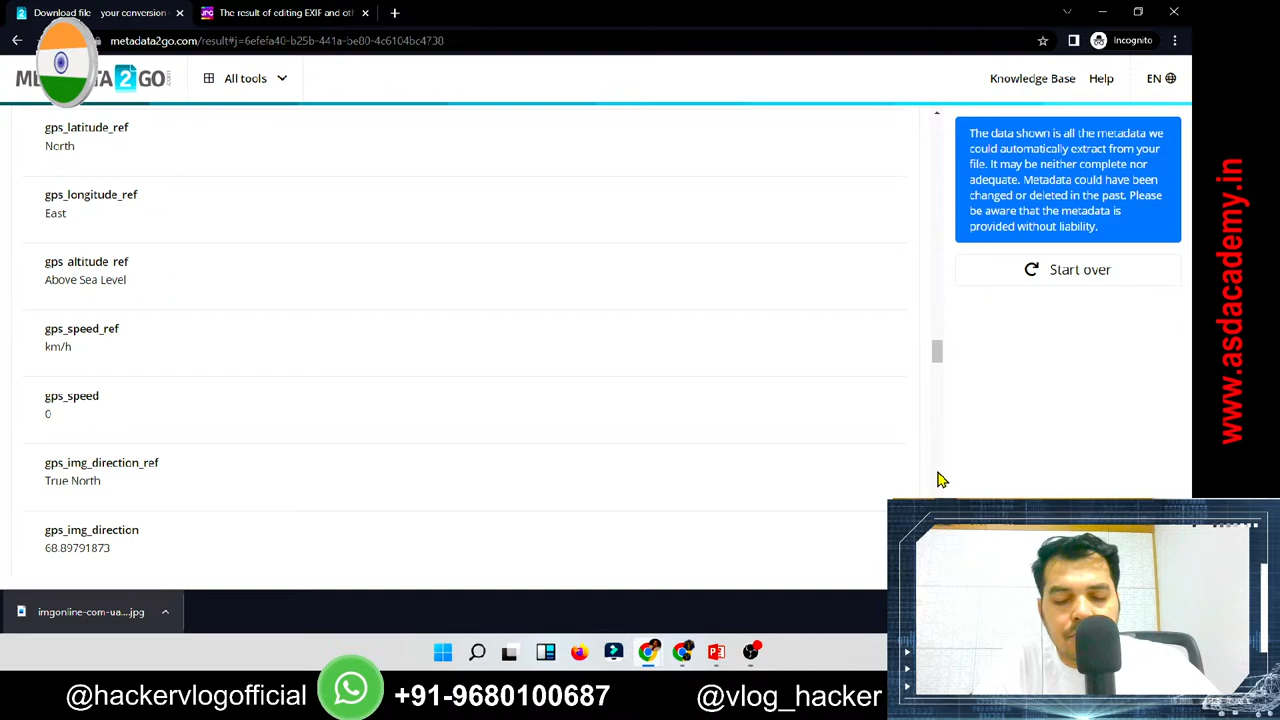 Download file – your conversion
The result of editing EXIF and ot
metadata2go.com/result#j=6efefa40-b25b-441a-be80-4c6104bc4738
Incognito
2GO
All tools
Knowledge Base
Help
EN
gps_latitude_ref
North
gps_longitude_ref
East
gps_altitude_ref
Above Sea Level
gps_speed_ref
km/h
gps_speed
0
gps_img_direction_ref
True North
gps_img_direction
68.89791873
The data shown is all the metadata we
could automatically extract from your
file. It may be neither complete nor
adequate. Metadata could have been
changed or deleted in the past. Please
be aware that the metadata is
provided without liability.
Start over
www.asdacademy.in
imgonline-com-ua...jpg
@hackervlogofficial
+91-9680100687
@vlog_hacker